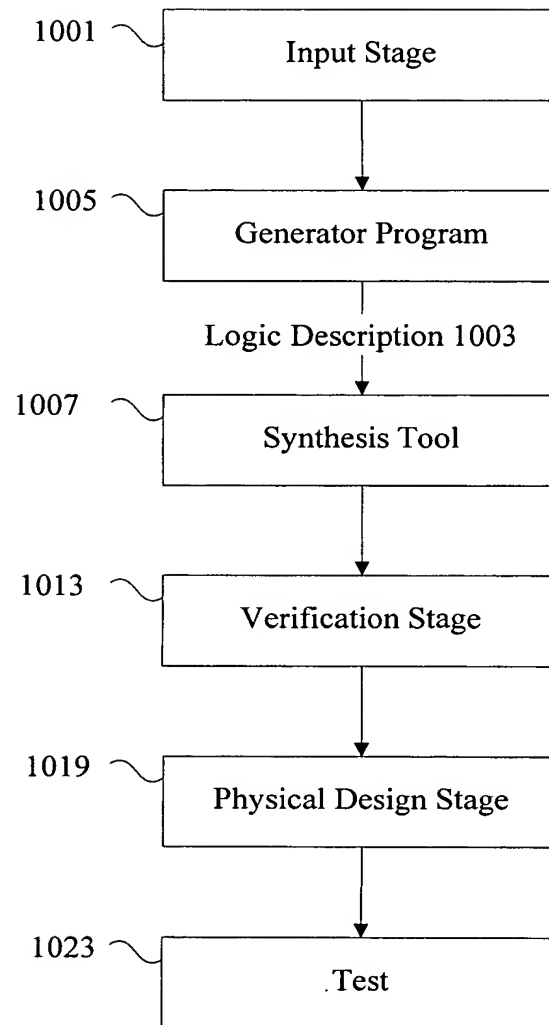 1001
Input Stage
1005
Generator Program
Logic Description 1003
1007
Synthesis Tool
1013
Verification Stage
1019
Physical Design Stage
1023
Test